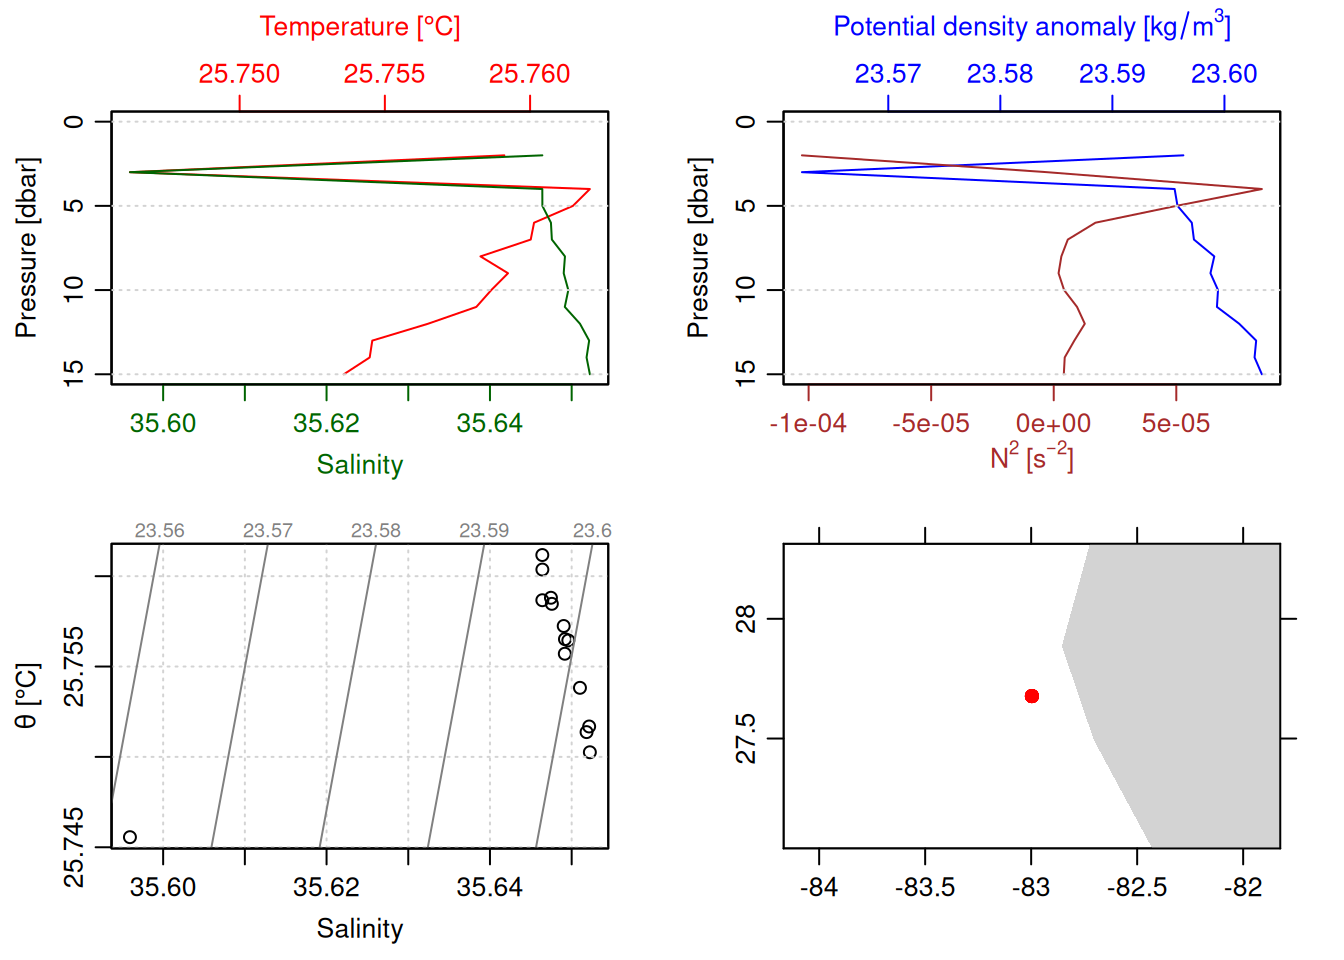 Temperature [°C]
25.750 25.755 25.760
Pressure [dbar]
0
5
10
15
35.60 35.62 35.64
Salinity
Potential density anomaly [kg/m³]
23.57 23.58 23.59 23.60
Pressure [dbar]
0
5
10
15
-1e-04 -5e-05 0e+00 5e-05
N² [s⁻²]
23.56 23.57 23.58 23.59 23.6
θ [°C]
25.755
25.745
35.60 35.62 35.64
Salinity
28
27.5
-84 -83.5 -83 -82.5 -82